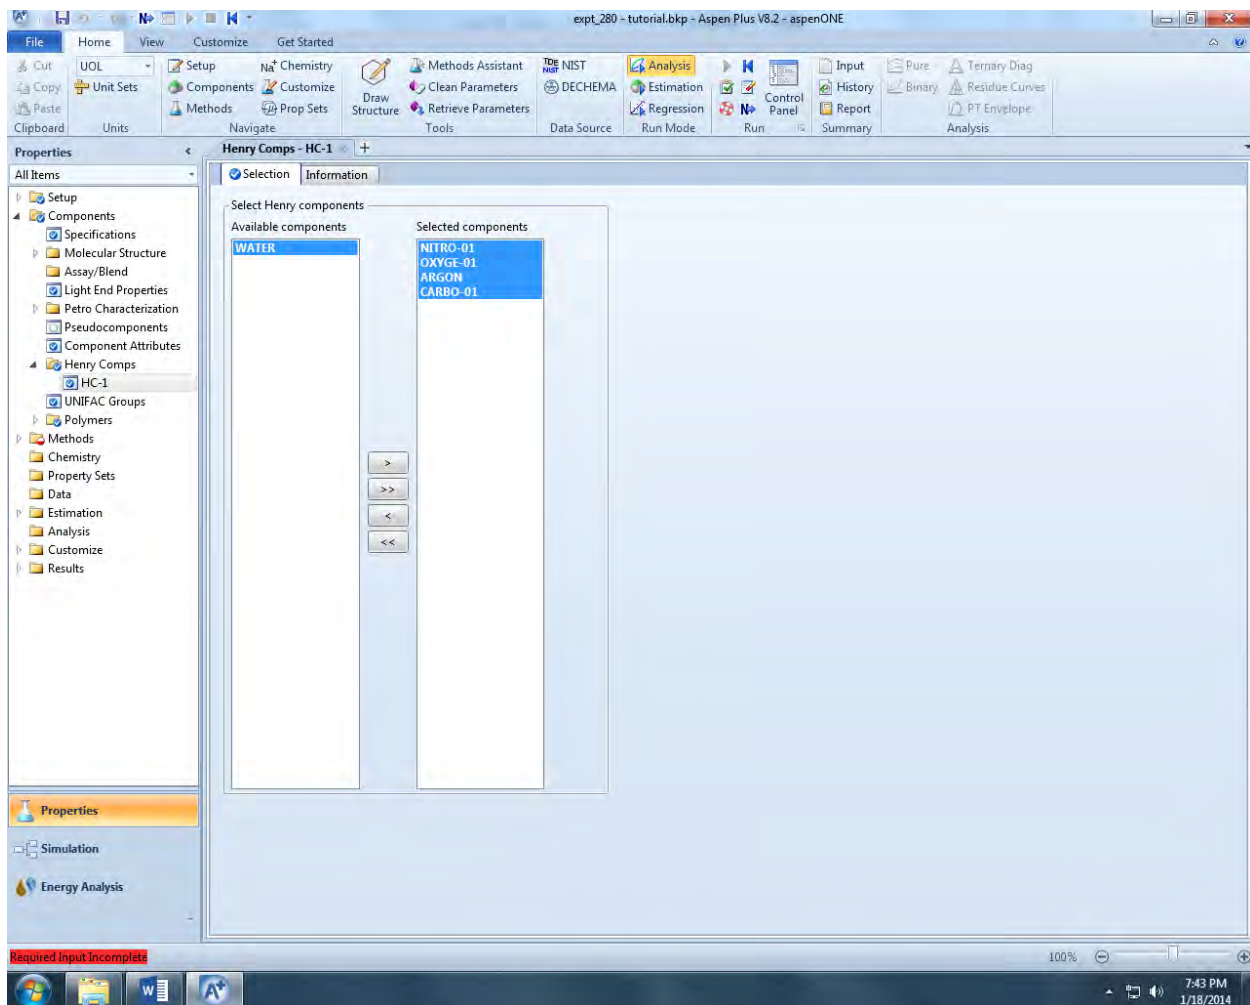 expt_280 - tutorial.bkp - Aspen Plus V8.2 - aspenONE
File Home View Customize Get Started
Cut UOL Setup Na+ Chemistry Methods Assistant NIST Analysis Input Pure Ternary Diag
Copy Unit Sets Components Customize Draw Structure Clean Parameters DECHEMA Estimation Control Panel History Binary Residue Curves
Paste Methods Prop Sets Retrieve Parameters Regression N Report PT Envelope
Clipboard Units Navigate Tools Data Source Run Mode Run Summary Analysis
Properties < Henry Comps - HC-1 +
All Items
Selection Information
Setup
Components
Specifications
Molecular Structure
Assay/Blend
Light End Properties
Petro Characterization
Pseudocomponents
Component Attributes
Henry Comps
HC-1
UNIFAC Groups
Polymers
Methods
Chemistry
Property Sets
Data
Estimation
Analysis
Customize
Results
Select Henry components
Available components Selected components
WATER
NITRO-01
OXYGE-01
ARGON
CARBO-01
>
>>
<
<<
Properties
Simulation
Energy Analysis
Required Input Incomplete
100%
7:43 PM
1/18/2014